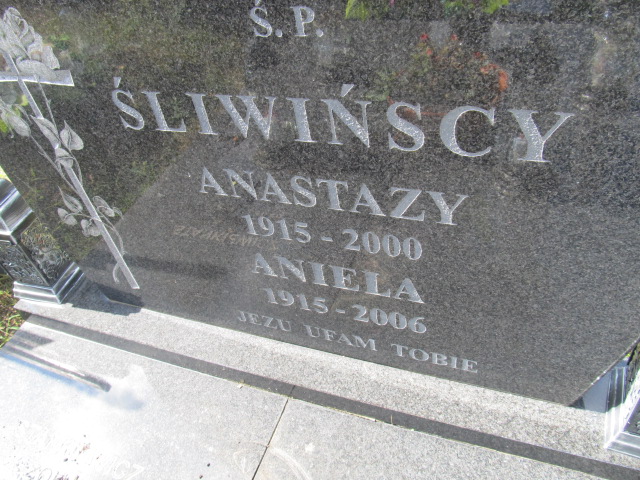 Ś.P.
ŚLIWIŃSCY
ANASTAZY
1915 - 2000
ANIELA
1915 - 2006
JEZU UFAM TOBIE